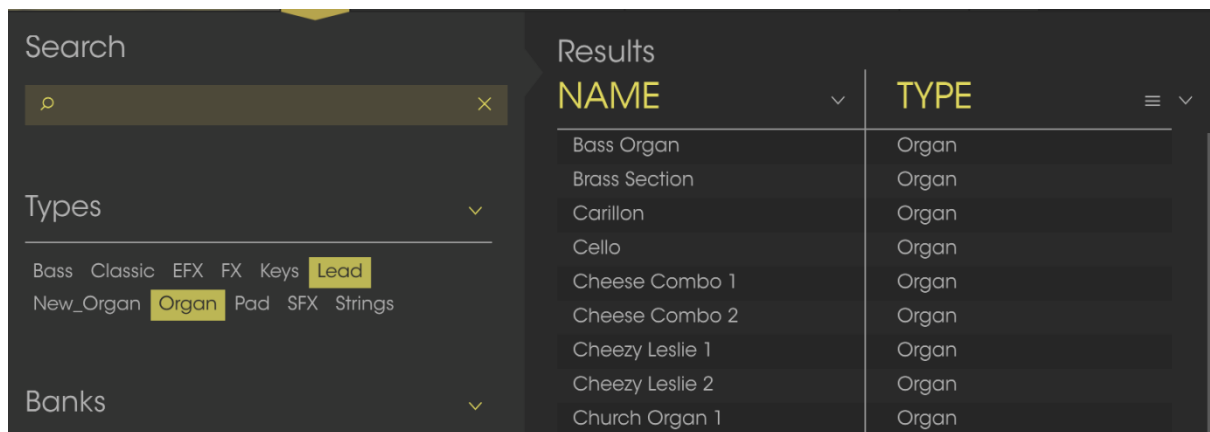 Search
Types
Bass Classic EFX FX Keys Lead
New_Organ Organ Pad SFX Strings
Banks
Results
NAME TYPE
Bass Organ Organ
Brass Section Organ
Carillon Organ
Cello Organ
Cheese Combo 1 Organ
Cheese Combo 2 Organ
Cheezy Leslie 1 Organ
Cheezy Leslie 2 Organ
Church Organ 1 Organ